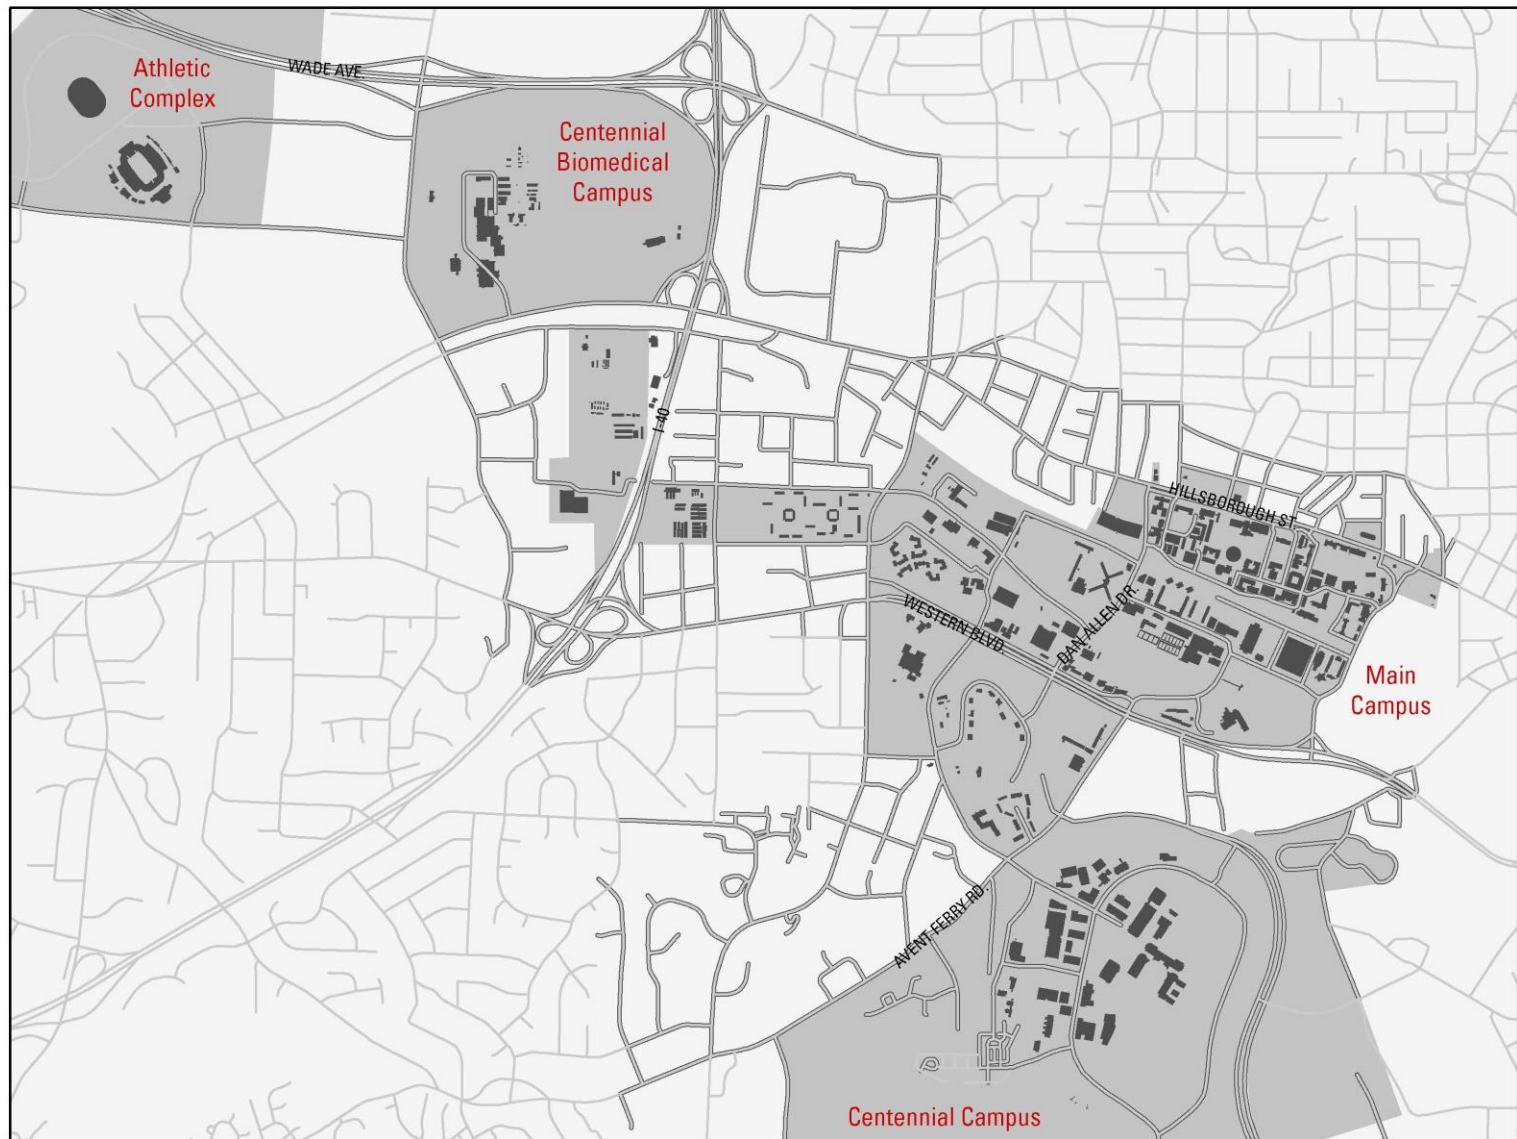 WADE AVE.
Athletic
Complex
Centennial
Biomedical
Campus
I-40
HILLSBOROUGH ST.
WESTERN BLVD.
DAN ALLEN DR.
Main
Campus
AVENT FERRY RD.
Centennial Campus